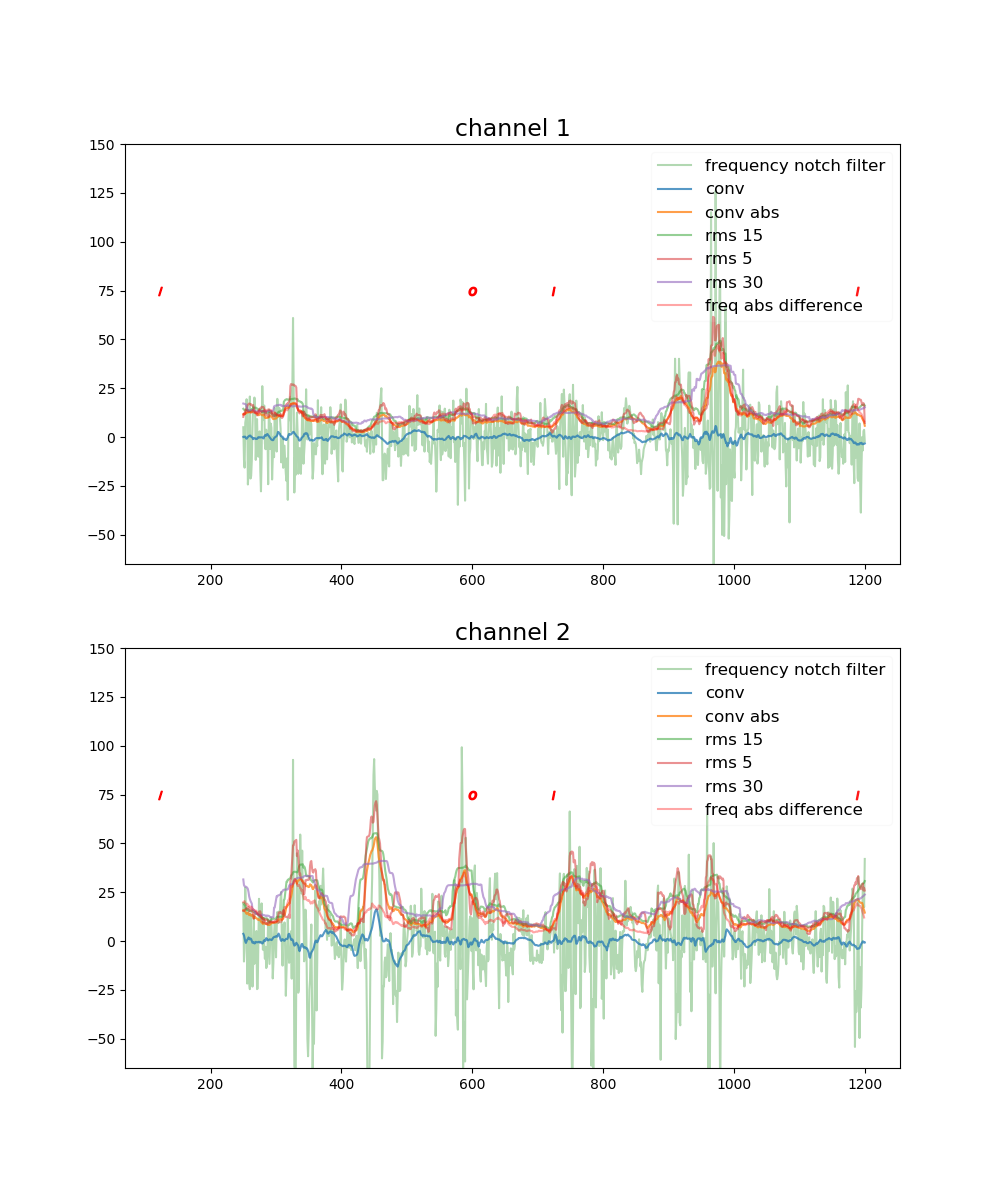 channel 1
150
125
100
75
50
25
0
−25
−50
frequency notch filter
conv
conv abs
rms 15
rms 5
rms 30
freq abs difference
I O I I
200 400 600 800 1000 1200
channel 2
150
125
100
75
50
25
0
−25
−50
frequency notch filter
conv
conv abs
rms 15
rms 5
rms 30
freq abs difference
I O I I
200 400 600 800 1000 1200